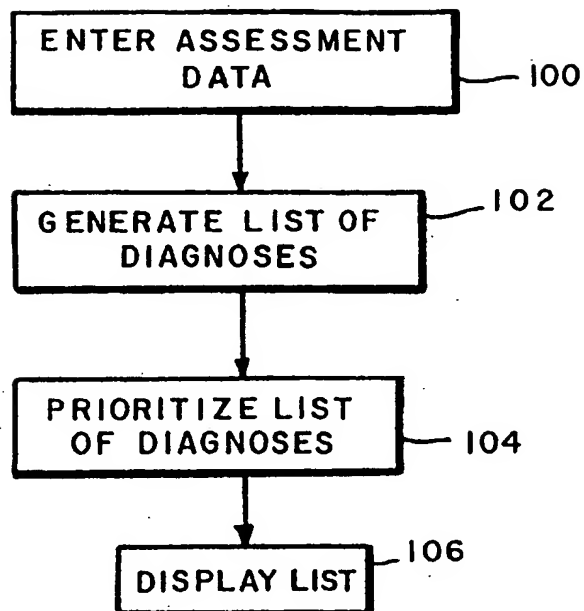 ENTER ASSESSMENT
DATA
100
GENERATE LIST OF
DIAGNOSES
102
PRIORITIZE LIST
OF DIAGNOSES
104
DISPLAY LIST
106